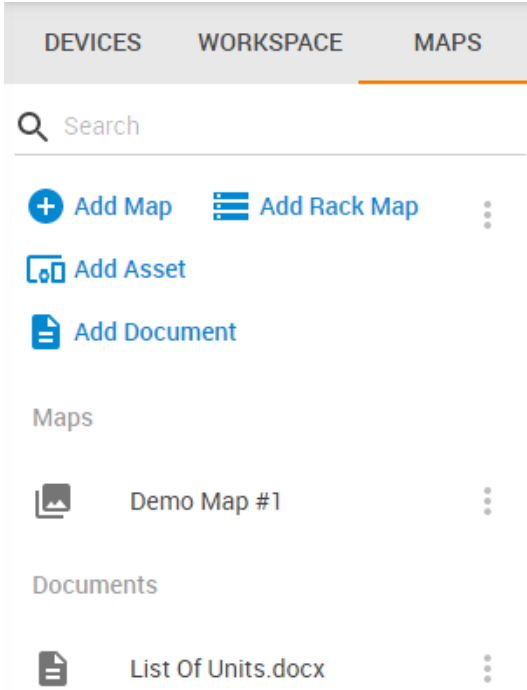 DEVICES WORKSPACE MAPS
Search
Add Map Add Rack Map
Add Asset
Add Document
Maps
Demo Map #1
Documents
List Of Units.docx